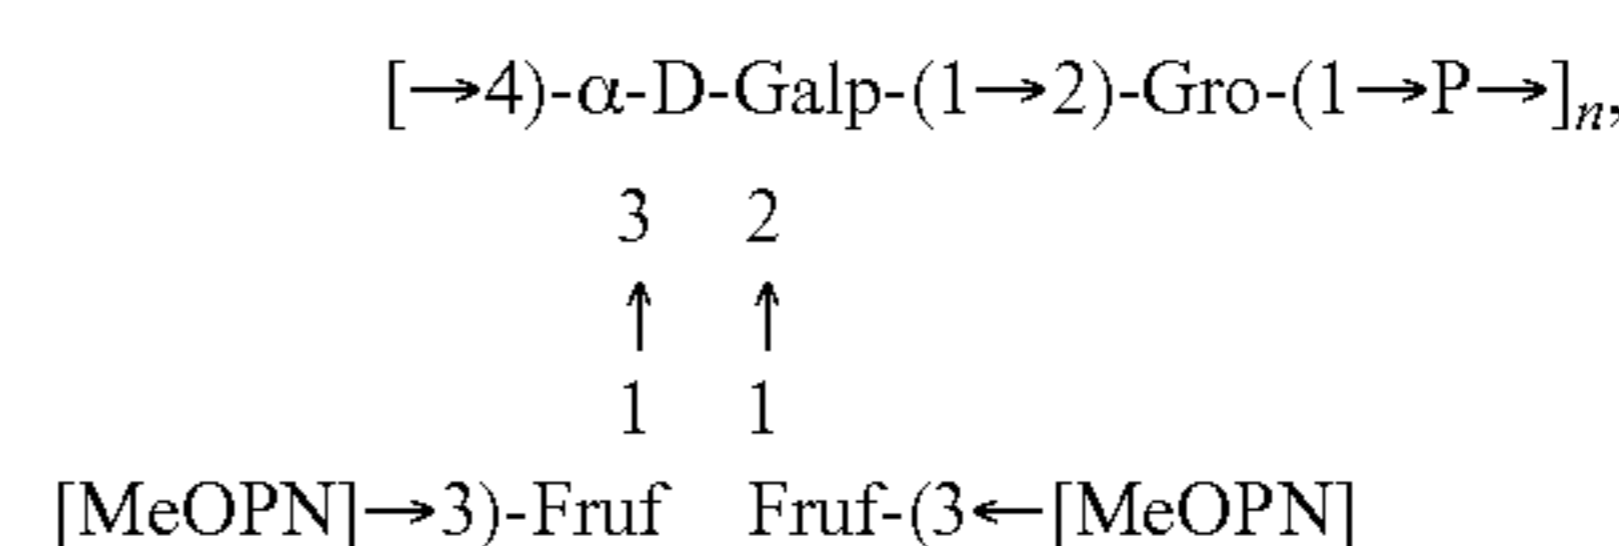 [→4)-α-D-Galp-(1→2)-Gro-(1→P→]n,
3 2
↑ ↑
1 1
[MeOPN]→3)-Fruf Fruf-(3←[MeOPN]